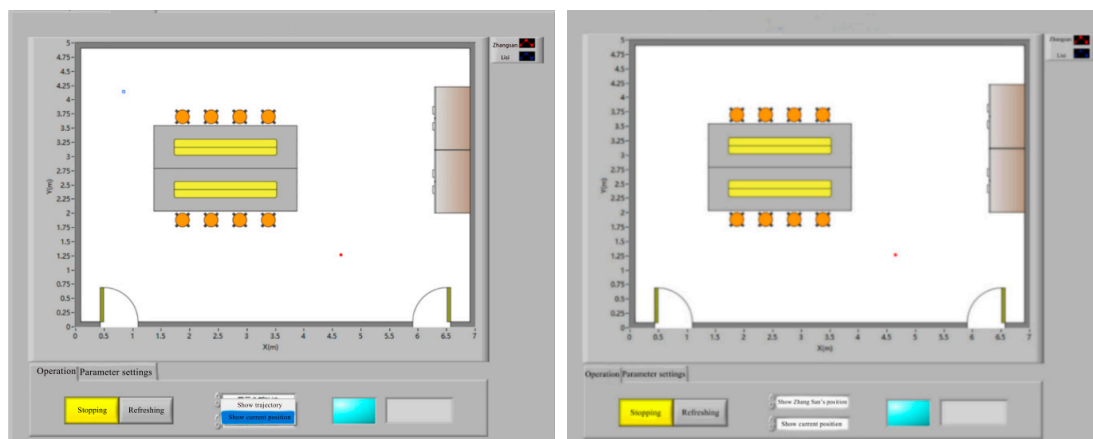 Zhangsan
Lisi
5
4.75
4.5
4.25
4
3.75
3.5
3.25
3
2.75
2.5
2.25
2
1.75
1.5
1.25
1
0.75
0.5
0.25
0
Y(m)
0 0.5 1 1.5 2 2.5 3 3.5 4 4.5 5 5.5 6 6.5 7
X(m)
Operation Parameter settings
Stopping Refreshing
Show trajectory
Show current position
Zhangsan
Lisi
5
4.75
4.5
4.25
4
3.75
3.5
3.25
3
2.75
2.5
2.25
2
1.75
1.5
1.25
1
0.75
0.5
0.25
0
Y(m)
0 0.5 1 1.5 2 2.5 3 3.5 4 4.5 5 5.5 6 6.5 7
X(m)
Operation Parameter settings
Stopping Refreshing
Show Zhang San's position
Show current position